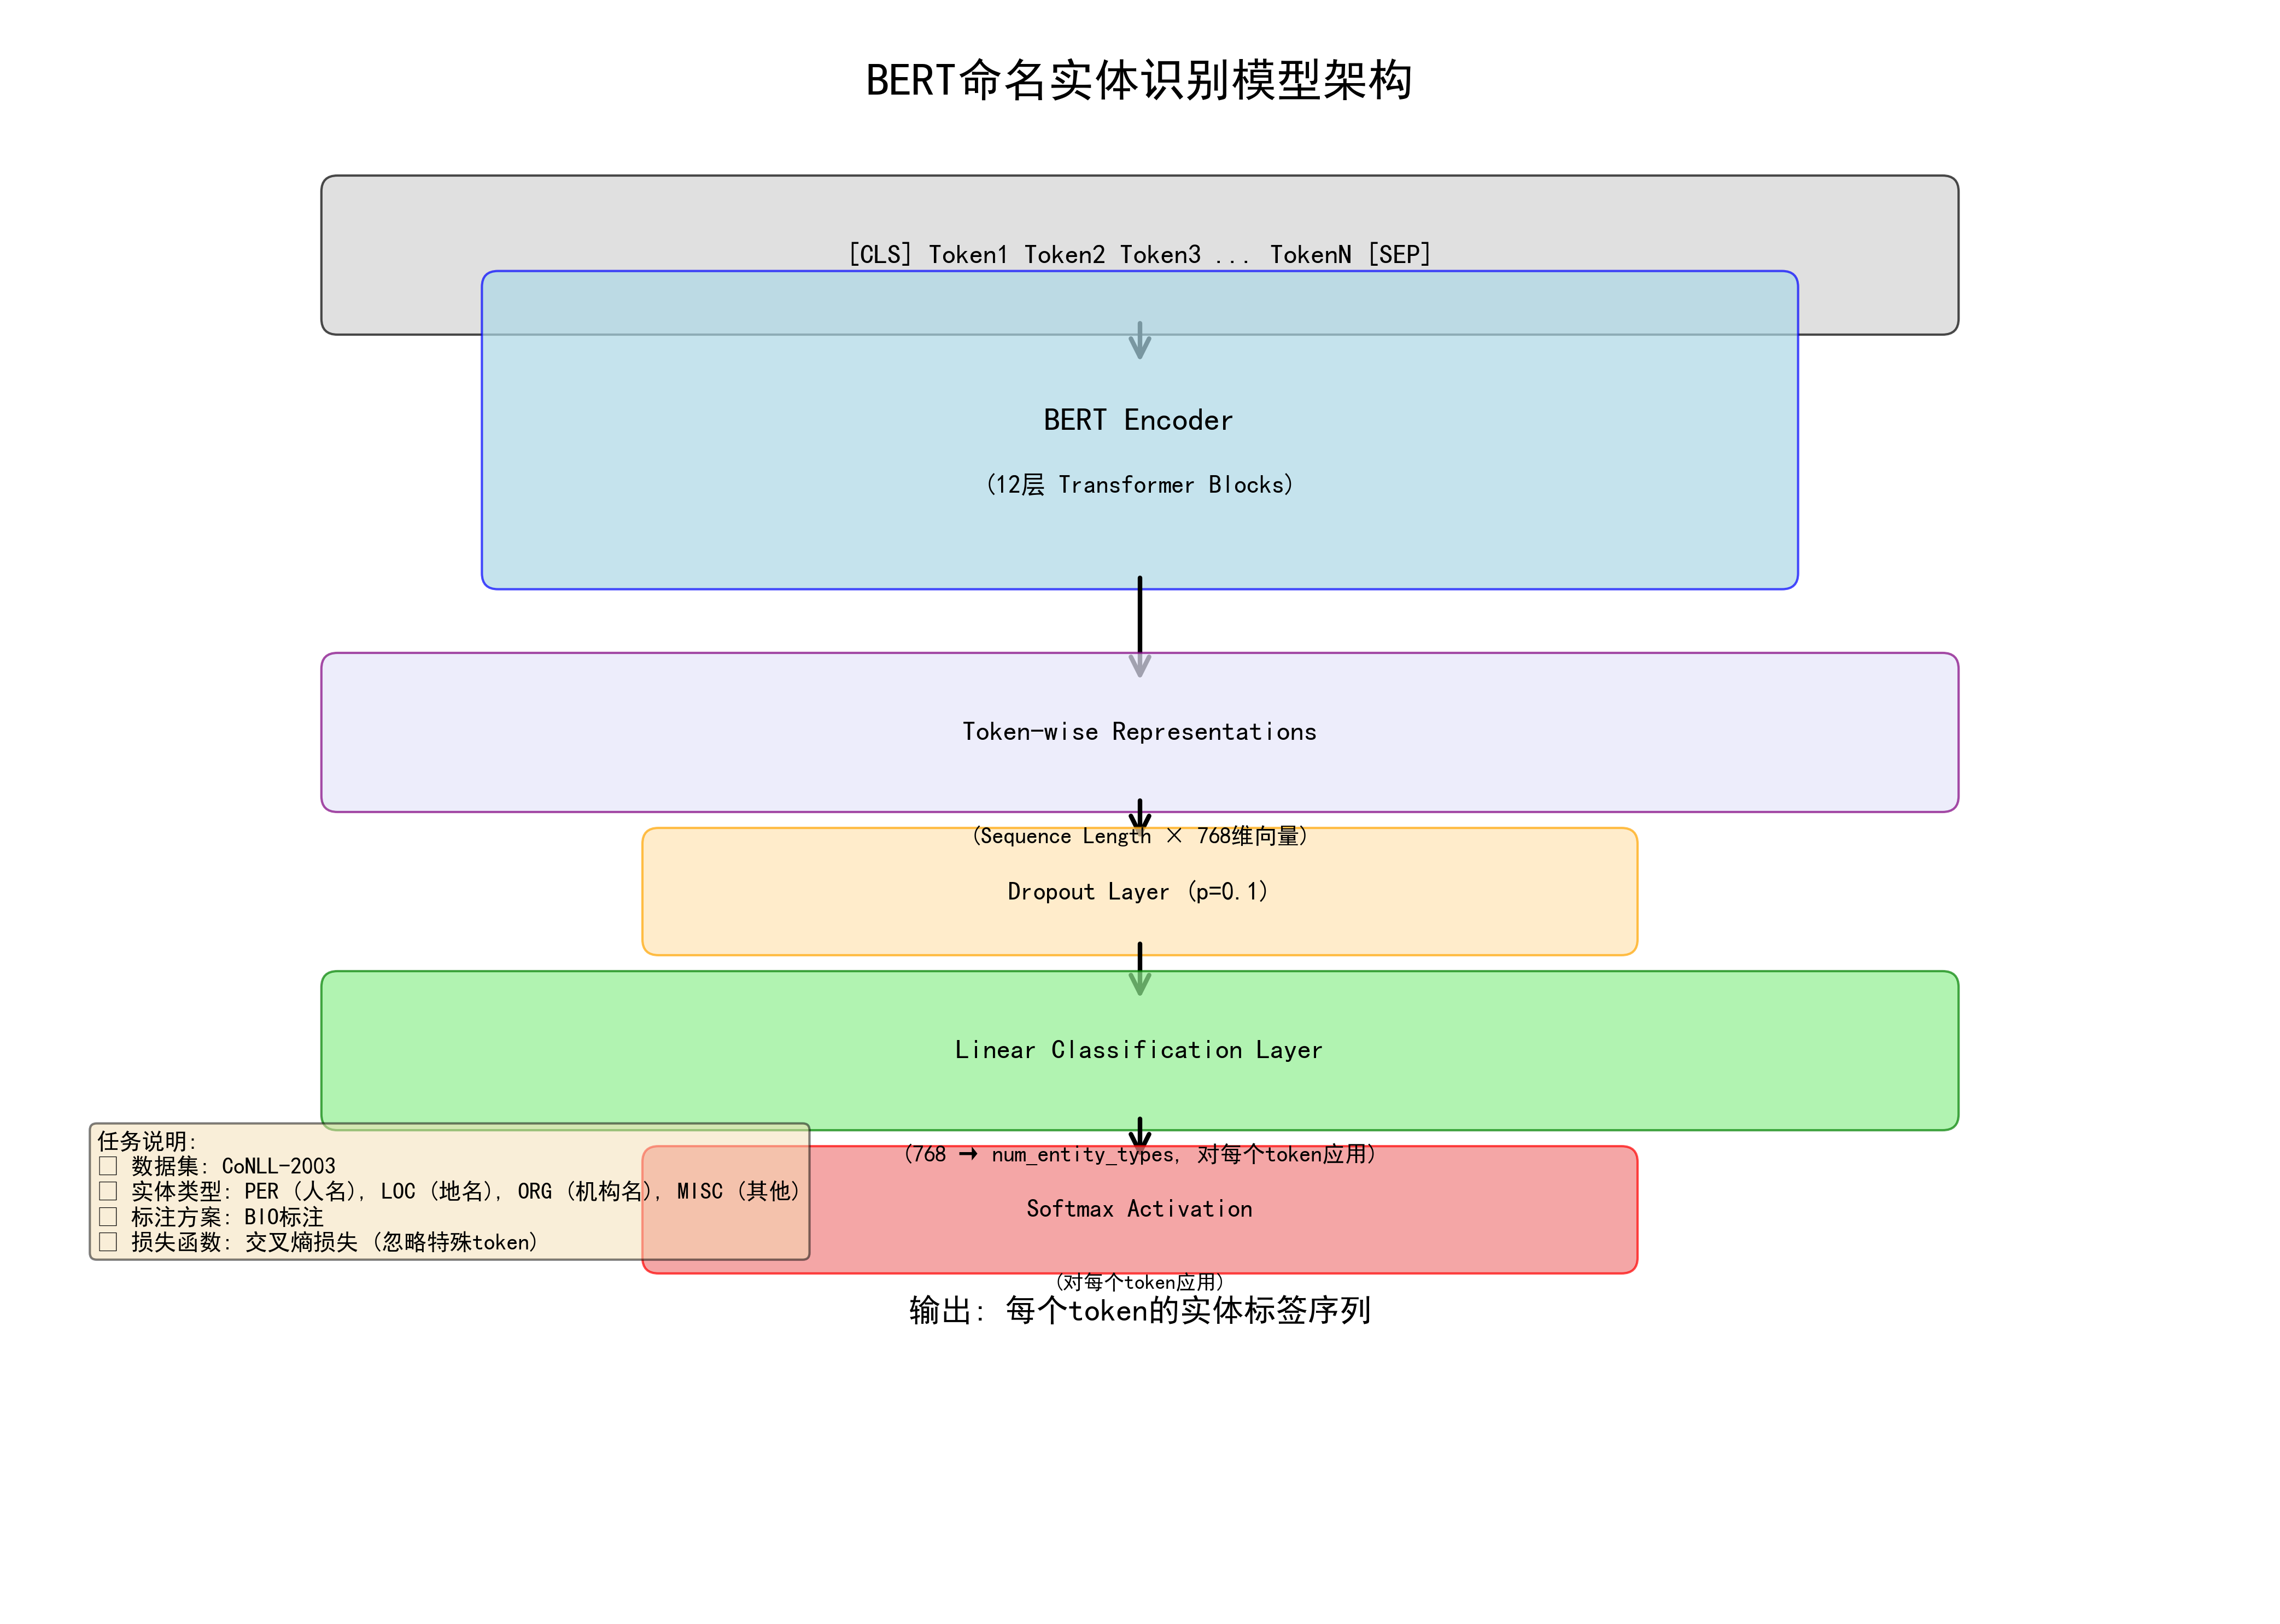 BERT命名实体识别模型架构
[CLS] Token1 Token2 Token3 ... TokenN [SEP]
BERT Encoder
(12层 Transformer Blocks)
Token-wise Representations
(Sequence Length × 768维向量)
Dropout Layer (p=0.1)
Linear Classification Layer
(768 → num_entity_types, 对每个token应用)
Softmax Activation
(对每个token应用)
输出: 每个token的实体标签序列
任务说明:
□ 数据集: CoNLL-2003
□ 实体类型: PER (人名), LOC (地名), ORG (机构名), MISC (其他)
□ 标注方案: BIO标注
□ 损失函数: 交叉熵损失 (忽略特殊token)